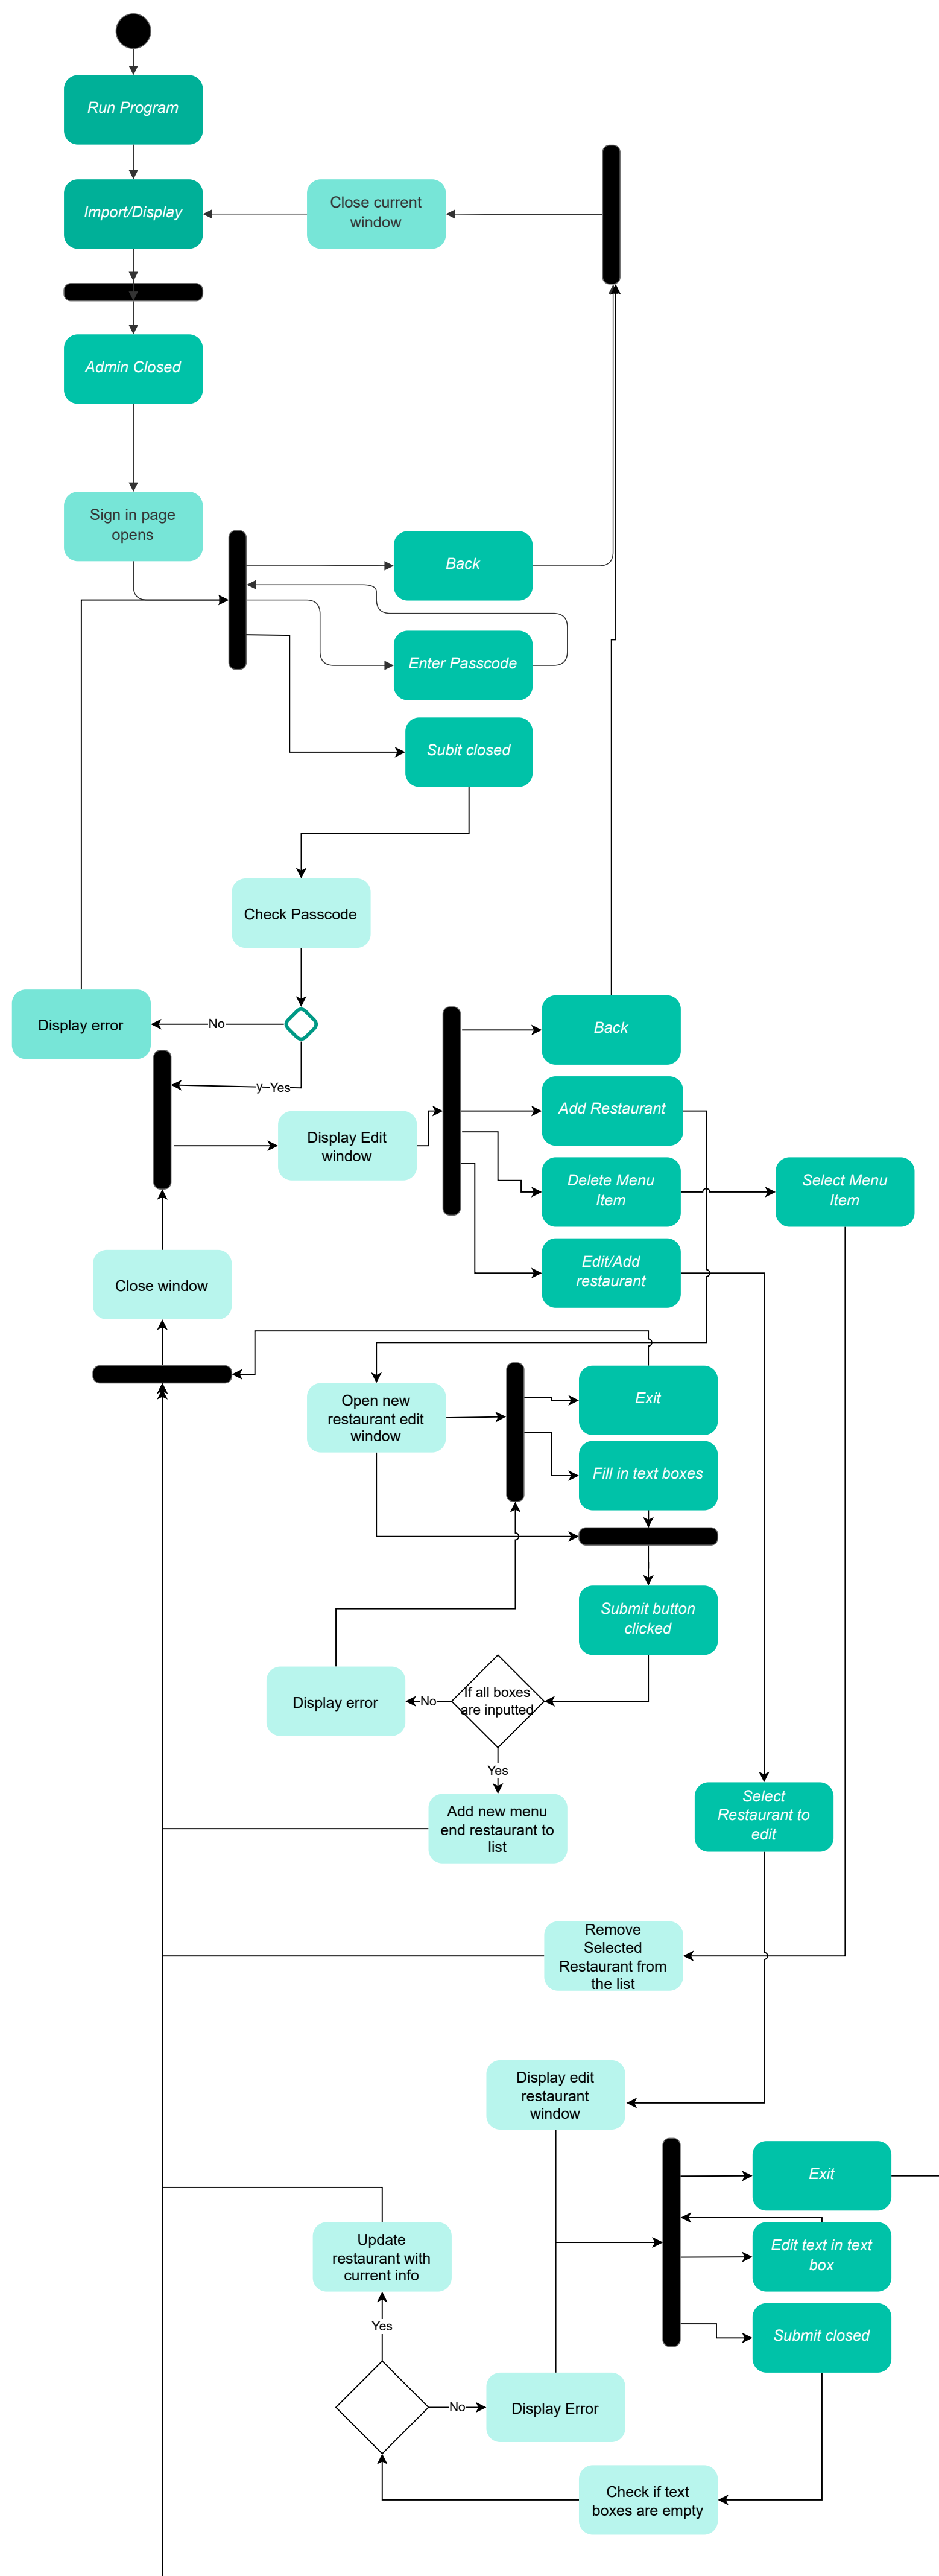 Run Program
Import/Display
Close current
window
Admin Closed
Sign in page
opens
Back
Enter Passcode
Subit closed
Check Passcode
Display error
No
y
Yes
Back
Add Restaurant
Display Edit
window
Delete Menu
Item
Select Menu
Item
Edit/Add
restaurant
Close window
Open new
restaurant edit
window
Exit
Fill in text boxes
Submit button
clicked
If all boxes
are inputted
No
Display error
Yes
Add new menu
end restaurant to
list
Select
Restaurant to
edit
Remove
Selected
Restaurant from
the list
Display edit
restaurant
window
Exit
Edit text in text
box
Update
restaurant with
current info
Submit closed
Yes
No
Display Error
Check if text
boxes are empty